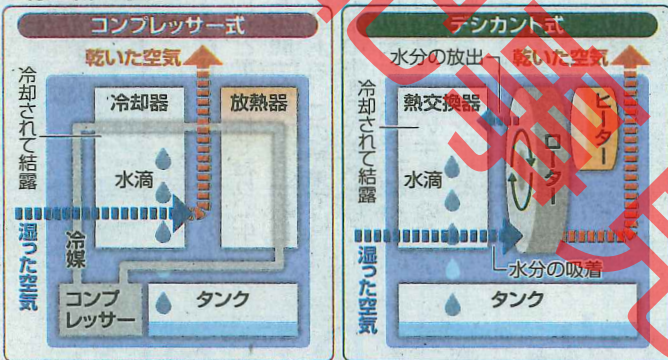 コンプレッサー式
乾いた空気
冷却されて結露
冷却器
放熱器
水滴
冷媒
湿った空気
コンプ
レッサー
タンク
デシカント式
水分の放出
乾いた空気
冷却されて結露
熱交換器
ローター
ヒーター
水滴
湿った空気
水分の吸着
タンク